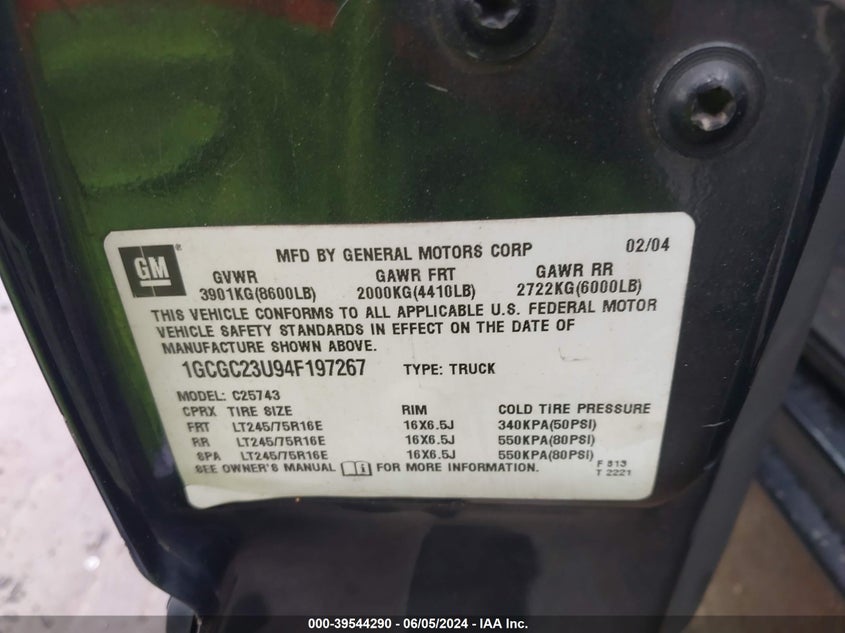 GM®
MFD BY GENERAL MOTORS CORP 02/04
GVWR GAWR FRT GAWR RR
3901KG(8600LB) 2000KG(4410LB) 2722KG(6000LB)
THIS VEHICLE CONFORMS TO ALL APPLICABLE U.S. FEDERAL MOTOR
VEHICLE SAFETY STANDARDS IN EFFECT ON THE DATE OF
MANUFACTURE SHOWN ABOVE.
1GCGC23U94F197267 TYPE: TRUCK
MODEL: C25743
CPRX TIRE SIZE RIM COLD TIRE PRESSURE
FRT LT245/75R16E 16X6.5J 340KPA(50PSI)
RR LT245/75R16E 16X6.5J 550KPA(80PSI)
SPA LT245/75R16E 16X6.5J 550KPA(80PSI)
SEE OWNER'S MANUAL FOR MORE INFORMATION.
F 813
T 2221
000-39544290 - 06/05/2024 - IAA Inc.